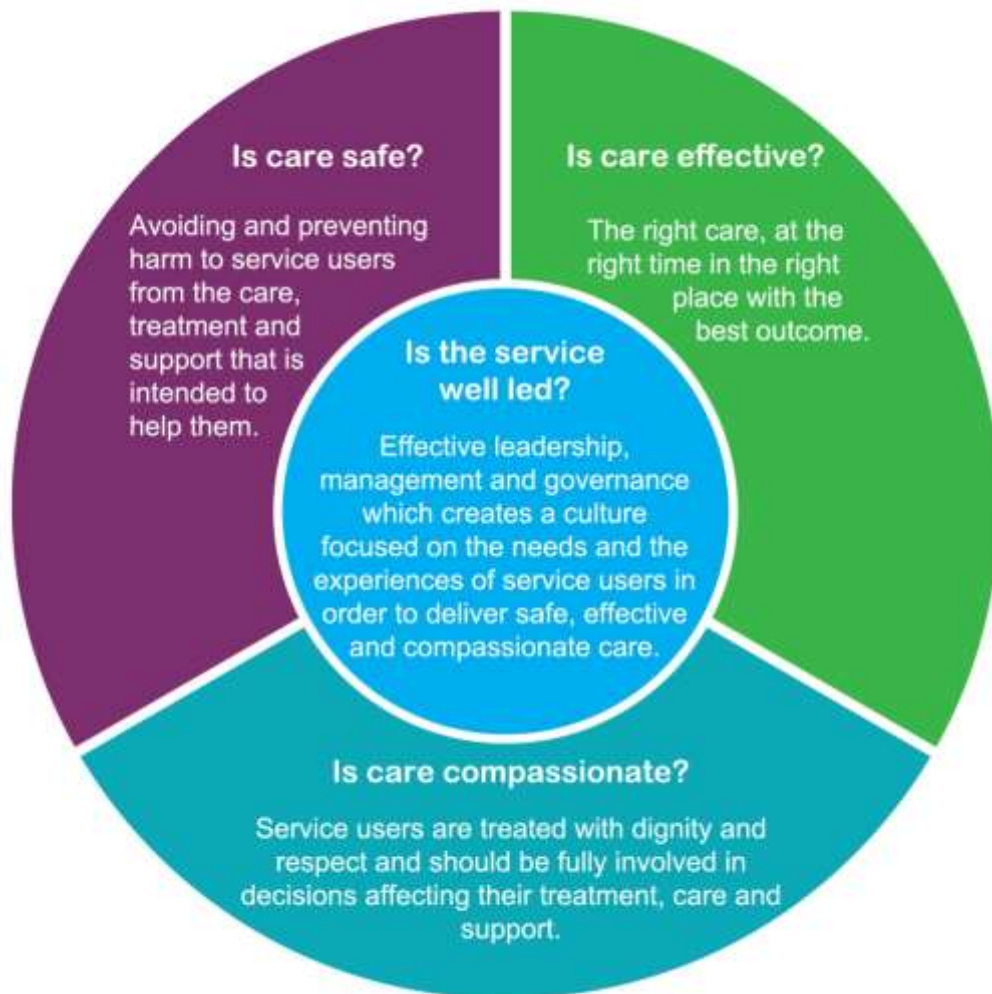 Is care safe?
Avoiding and preventing
harm to service users
from the care,
treatment and
support that is
intended to
help them.
Is care effective?
The right care, at the
right time in the right
place with the
best outcome.
Is the service
well led?
Effective leadership,
management and governance
which creates a culture
focused on the needs and the
experiences of service users in
order to deliver safe, effective
and compassionate care.
Is care compassionate?
Service users are treated with dignity and
respect and should be fully involved in
decisions affecting their treatment, care and
support.